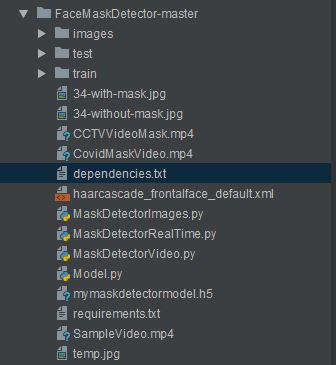 FaceMaskDetector-master
images
test
train
34-with-mask.jpg
34-without-mask.jpg
CCTVVideoMask.mp4
CovidMaskVideo.mp4
dependencies.txt
haarcascade_frontalface_default.xml
MaskDetectorImages.py
MaskDetectorRealTime.py
MaskDetectorVideo.py
Model.py
mymaskdetectormodel.h5
requirements.txt
SampleVideo.mp4
temp.jpg